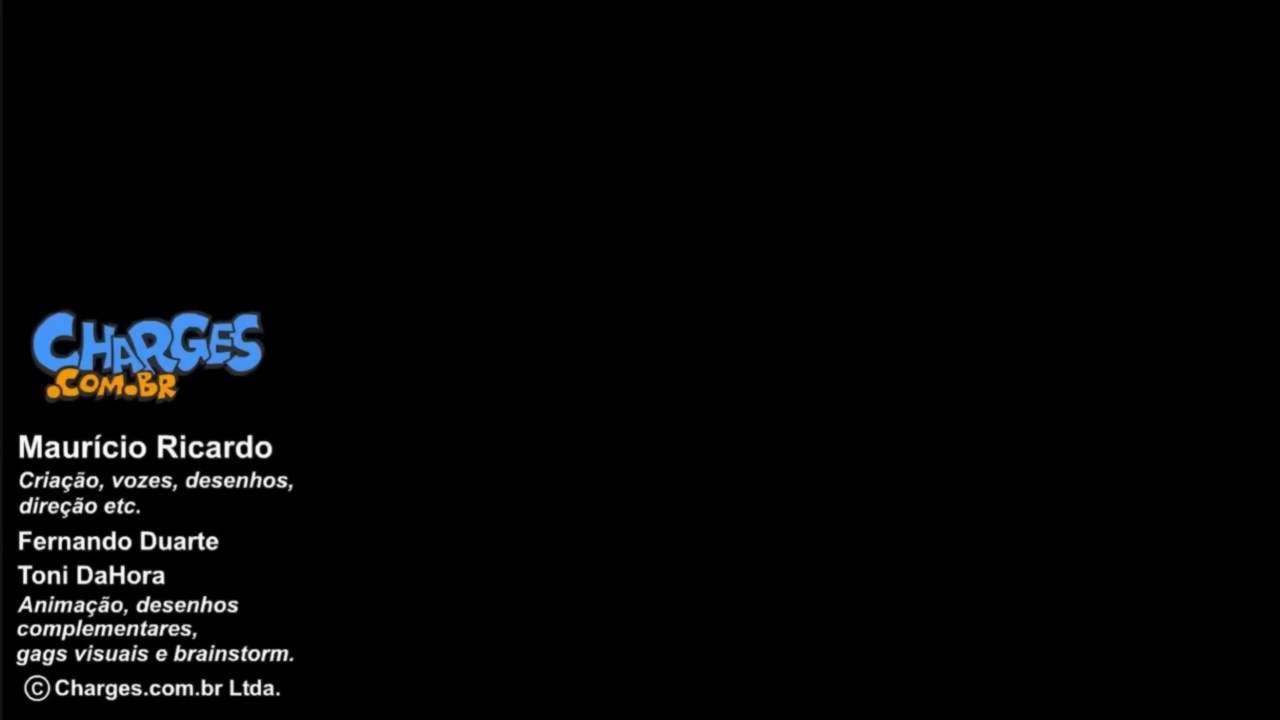 CHARGES
.COM.BR
Maurício Ricardo
Criação, vozes, desenhos,
direção etc.
Fernando Duarte
Toni DaHora
Animação, desenhos
complementares,
gags visuais e brainstorm.
© Charges.com.br Ltda.